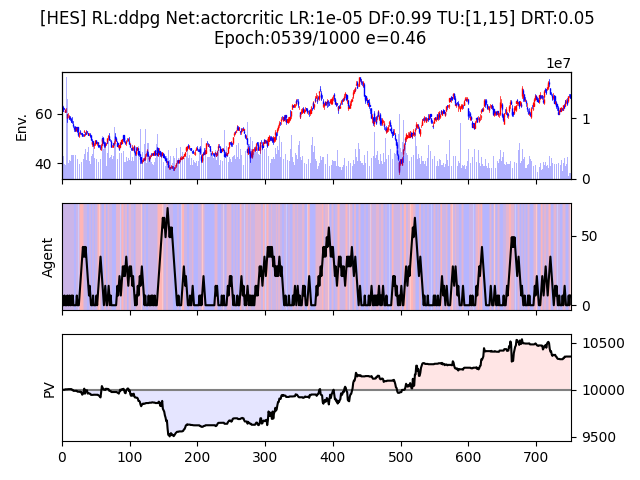 [HES] RL:ddpg Net:actorcritic LR:1e-05 DF:0.99 TU:[1,15] DRT:0.05
Epoch:0539/1000 e=0.46
1e7
Env.
60
40
1
0
Agent
50
0
PV
10500
10000
9500
0 100 200 300 400 500 600 700